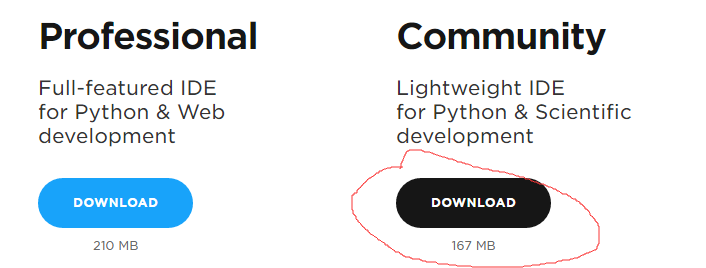 Professional
Full-featured IDE
for Python & Web
development
DOWNLOAD
210 MB
Community
Lightweight IDE
for Python & Scientific
development
DOWNLOAD
167 MB